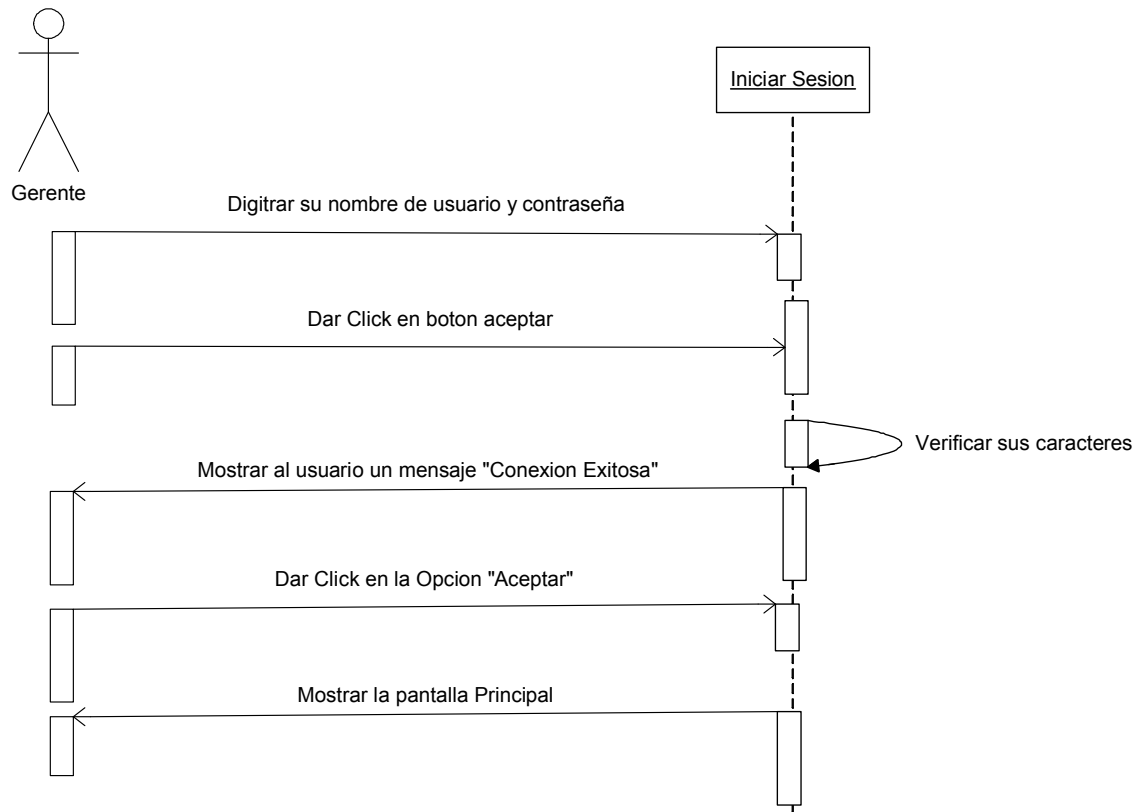 Iniciar Sesion
Gerente
Digitrar su nombre de usuario y contraseña
Dar Click en boton aceptar
Verificar sus caracteres
Mostrar al usuario un mensaje "Conexion Exitosa"
Dar Click en la Opcion "Aceptar"
Mostrar la pantalla Principal